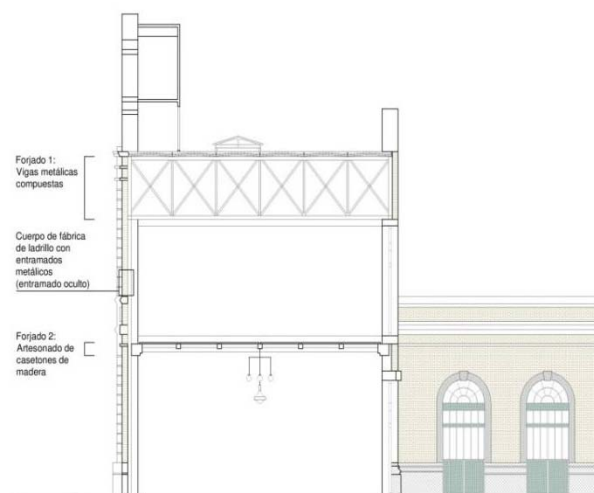 Forjado 1:
Vigas metálicas
compuestas
Cuerpo de fábrica
de ladrillo con
entramados
metálicos
(entramado oculto)
Forjado 2:
Artesonado de
casetones de
madera